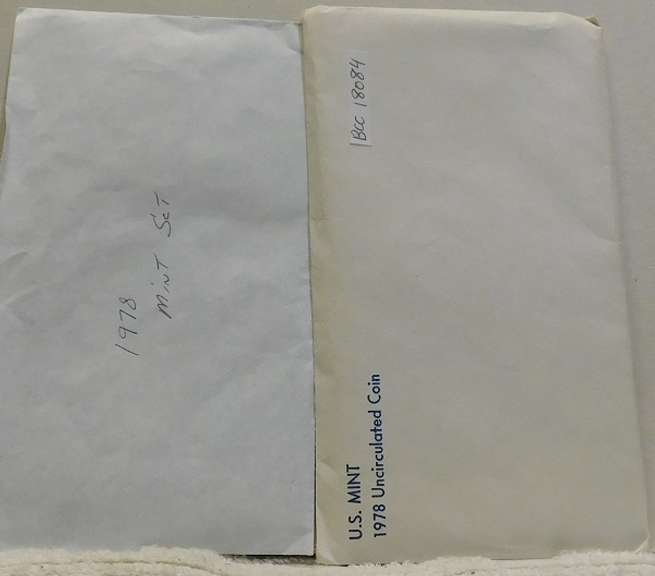 1978
MINT SET
BCC 18084
U.S. MINT
1978 Uncirculated Coin